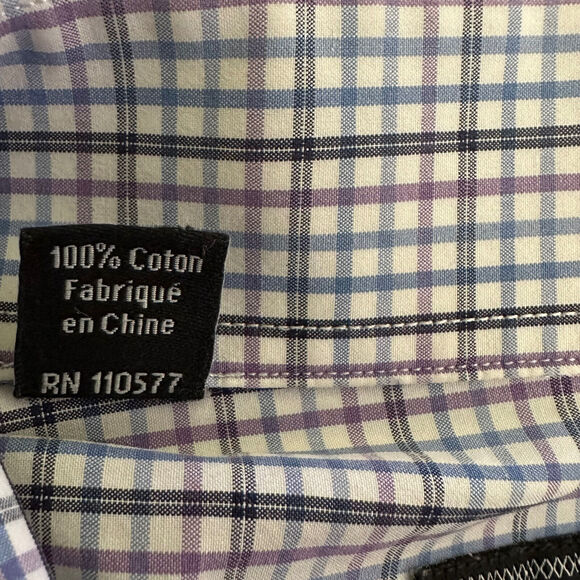 100% Coton
Fabriqué
en Chine
RN 110577